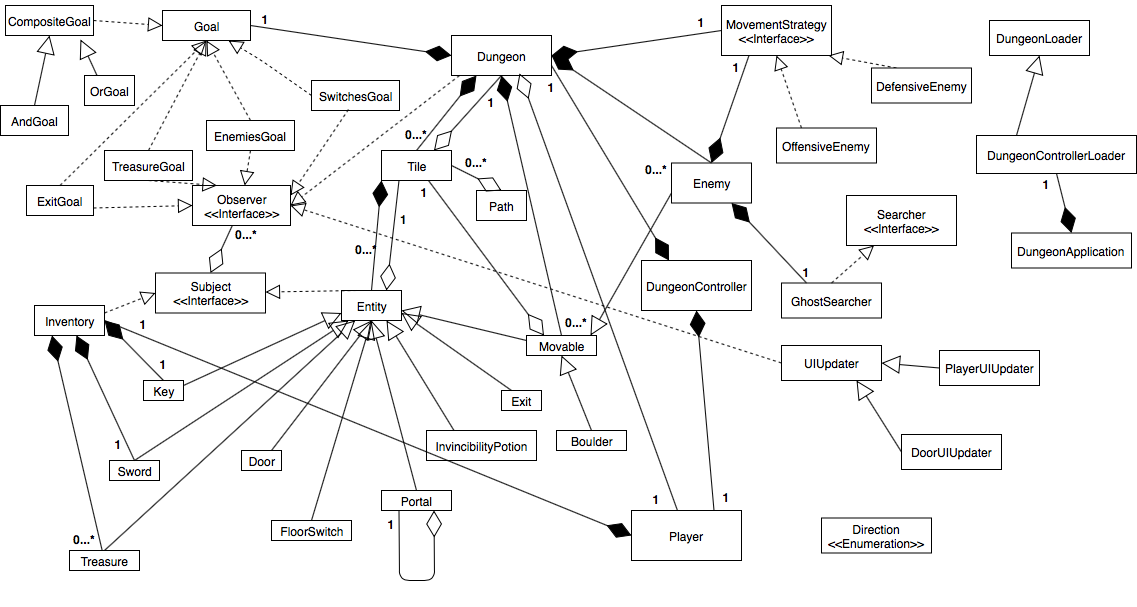 CompositeGoal
Goal
1
1
MovementStrategy
<<Interface>>
DungeonLoader
Dungeon
1
OrGoal
SwitchesGoal
1
1
DefensiveEnemy
AndGoal
EnemiesGoal
0...*
OffensiveEnemy
TreasureGoal
Tile
0...*
0...*
Enemy
DungeonControllerLoader
ExitGoal
Observer
<<Interface>>
1
Path
1
Searcher
<<Interface>>
0...*
1
0...*
DungeonApplication
Subject
<<Interface>>
1
DungeonController
GhostSearcher
Inventory
1
Entity
0...*
Movable
1
UIUpdater
PlayerUIUpdater
Key
Exit
1
Door
InvincibilityPotion
Boulder
DoorUIUpdater
Sword
Portal
1
1
1
0...*
FloorSwitch
Player
Direction
<<Enumeration>>
Treasure